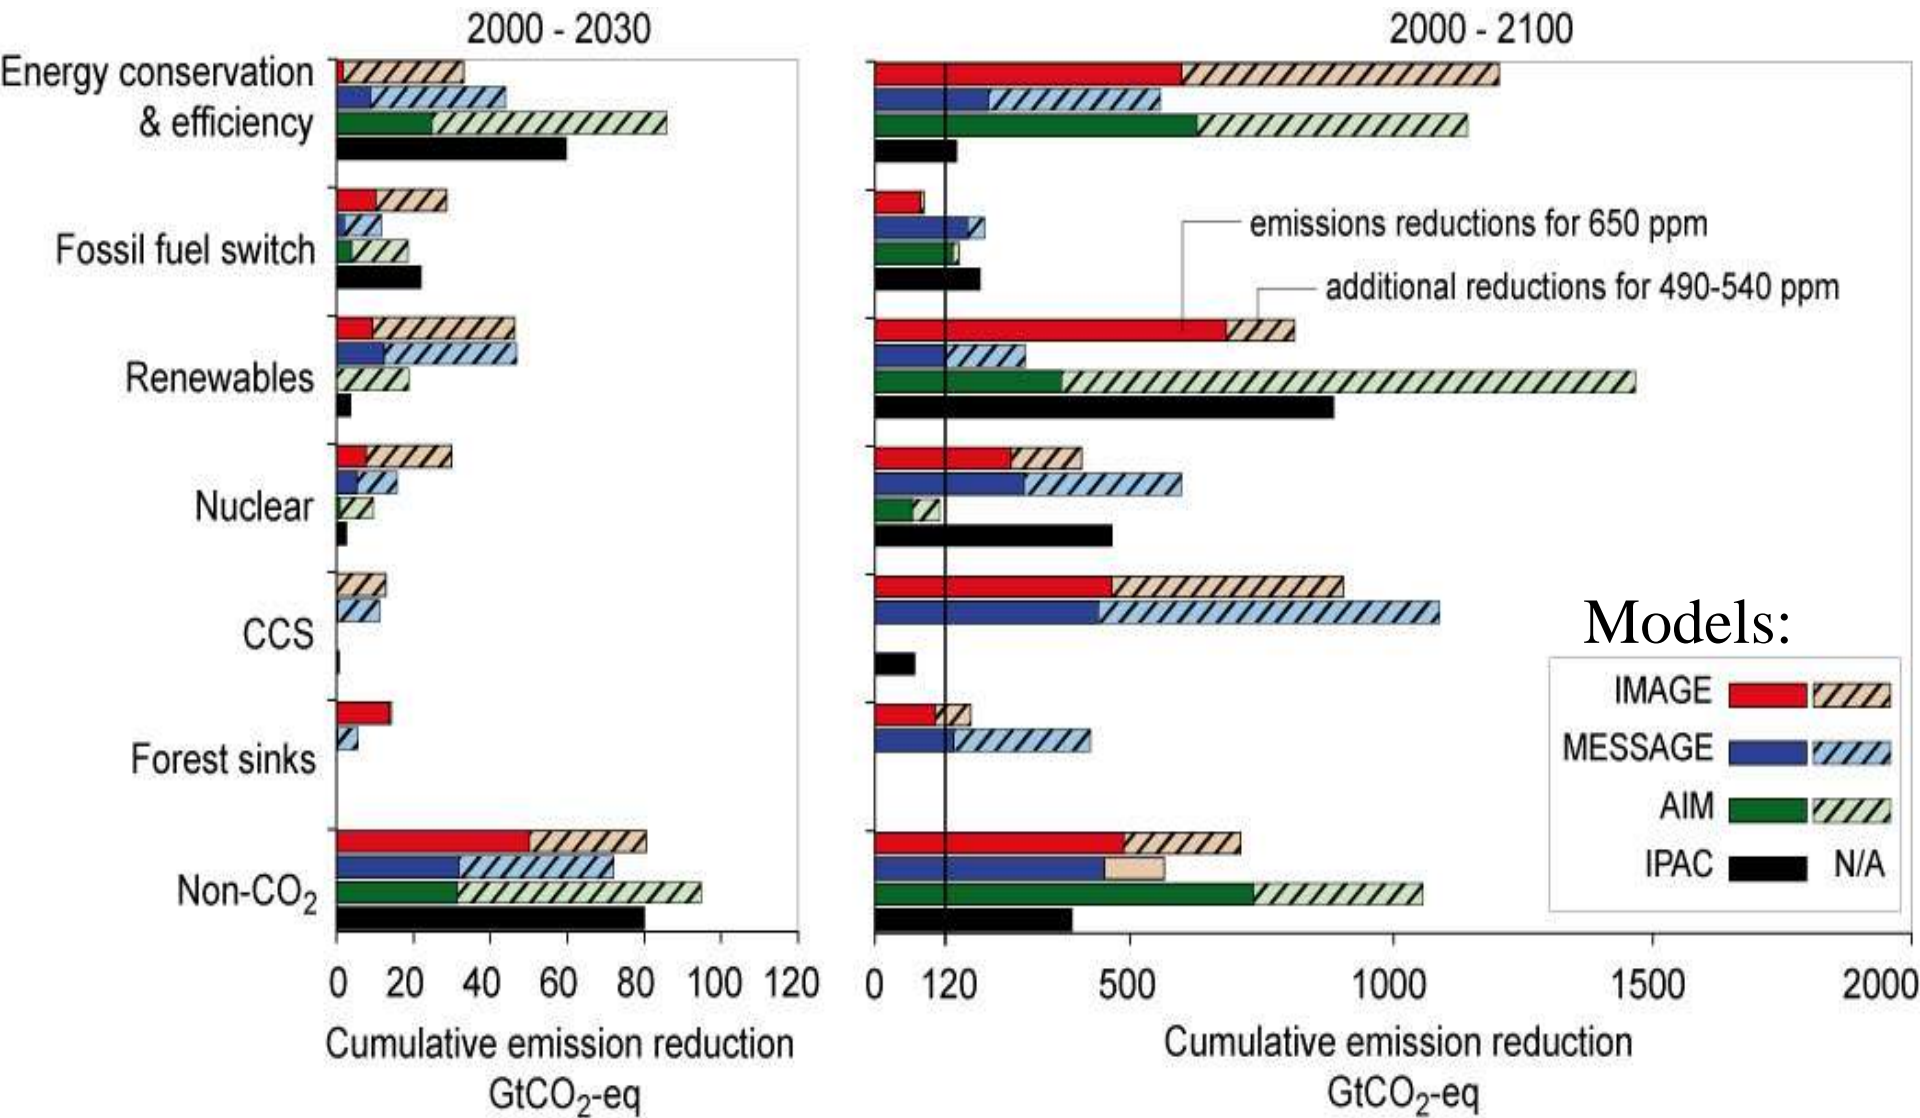 2000 - 2030
2000 - 2100
Energy conservation
& efficiency
Fossil fuel switch
Renewables
Nuclear
CCS
Forest sinks
Non-CO₂
emissions reductions for 650 ppm
additional reductions for 490-540 ppm
Models:
IMAGE
MESSAGE
AIM
IPAC N/A
0 20 40 60 80 100 120
0 120 500 1000 1500 2000
Cumulative emission reduction
GtCO₂-eq
Cumulative emission reduction
GtCO₂-eq